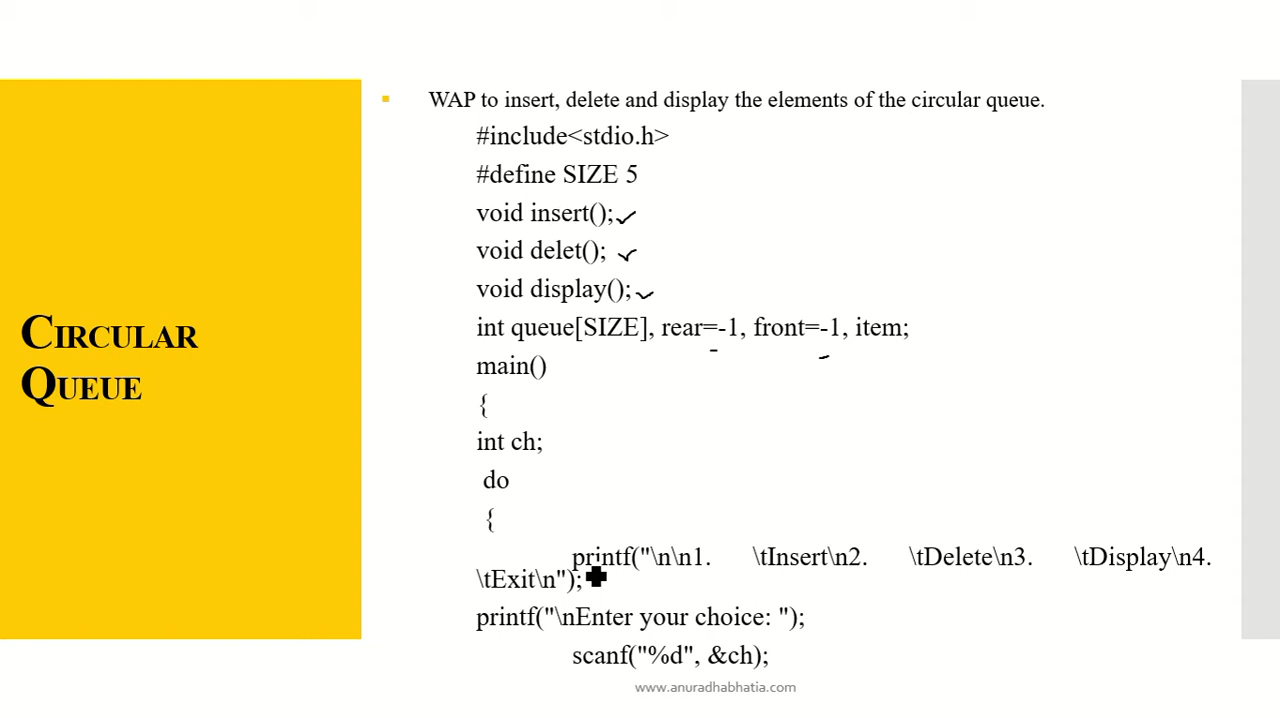 CIRCULAR
QUEUE
WAP to insert, delete and display the elements of the circular queue.
#include<stdio.h>
#define SIZE 5
void insert();
void delet();
void display();
int queue[SIZE], rear=-1, front=-1, item;
main()
{
int ch;
do
{
printf("\n\n1. \tInsert\n2. \tDelete\n3. \tDisplay\n4.
\tExit\n");
printf("\nEnter your choice: ");
scanf("%d", &ch);
www.anuradhabhatia.com